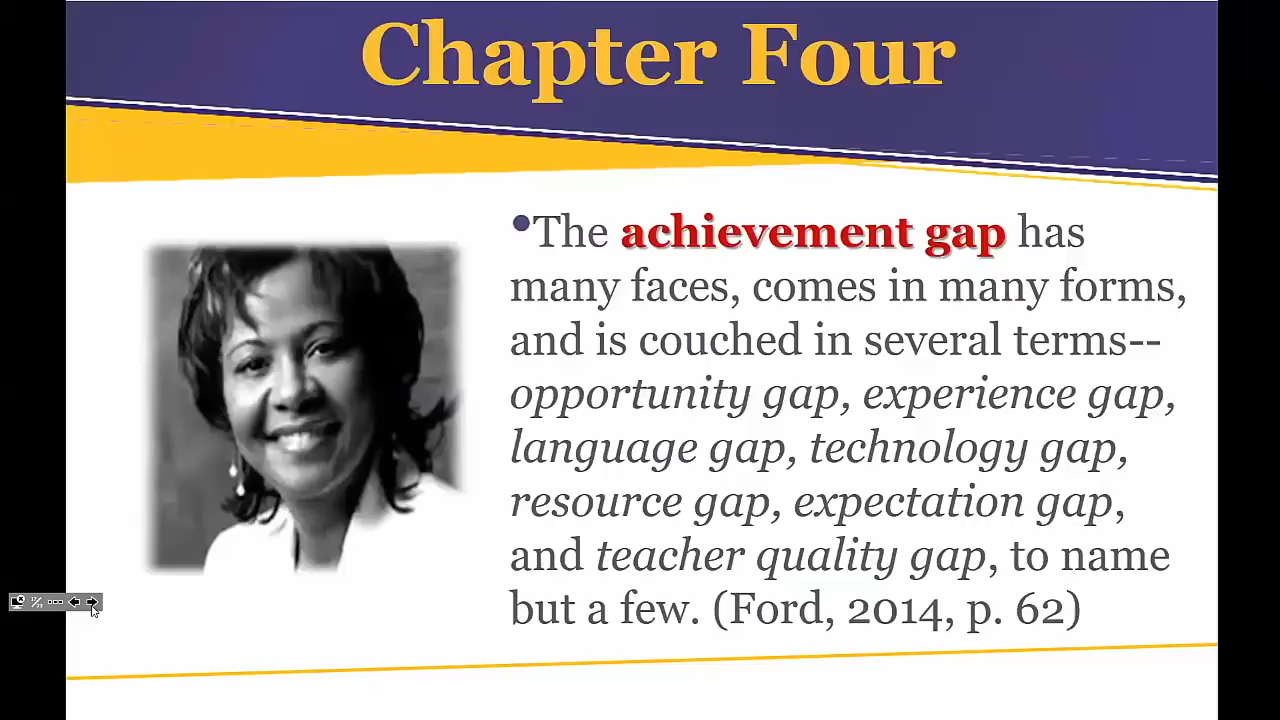 Chapter Four
•The achievement gap has
many faces, comes in many forms,
and is couched in several terms--
opportunity gap, experience gap,
language gap, technology gap,
resource gap, expectation gap,
and teacher quality gap, to name
but a few. (Ford, 2014, p. 62)